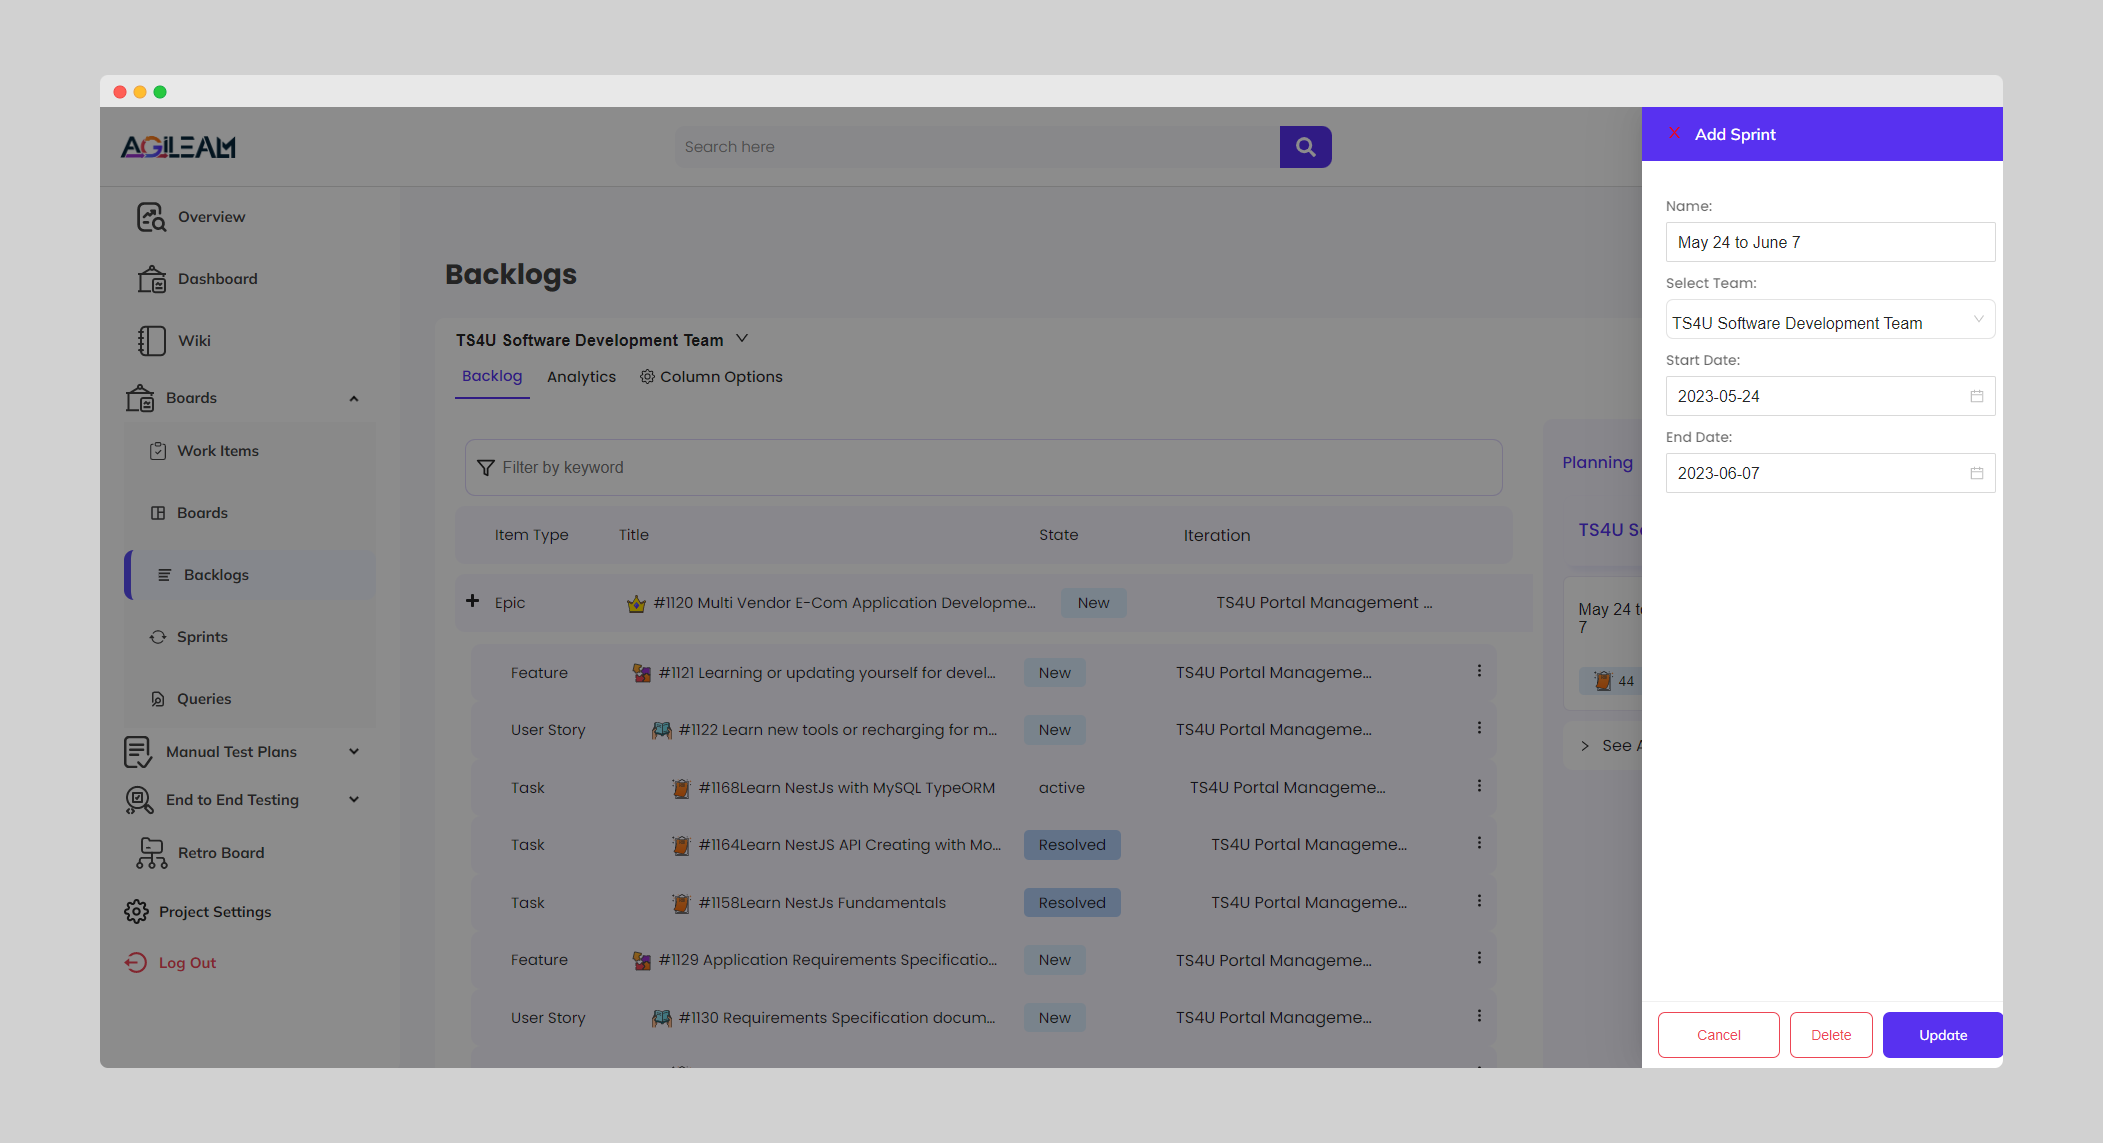 AGILEAM
Search here
Add Sprint
Overview
Dashboard
Wiki
Boards
Work Items
Boards
Backlogs
Sprints
Queries
Manual Test Plans
End to End Testing
Retro Board
Project Settings
Log Out
Backlogs
TS4U Software Development Team
Backlog Analytics Column Options
Filter by keyword
Item Type Title State Iteration
Epic #1120 Multi Vendor E-Com Application Developme... New TS4U Portal Management ...
Feature #1121 Learning or updating yourself for devel... New TS4U Portal Manageme...
User Story #1122 Learn new tools or recharging for m... New TS4U Portal Manageme...
Task #1168Learn NestJs with MySQL TypeORM active TS4U Portal Manageme...
Task #1164Learn NestJS API Creating with Mo... Resolved TS4U Portal Manageme...
Task #1158Learn NestJs Fundamentals Resolved TS4U Portal Manageme...
Feature #1129 Application Requirements Specificatio... New TS4U Portal Manageme...
User Story #1130 Requirements Specification docum... New TS4U Portal Manageme...
Planning
TS4U
May 24
7
44
See
Name:
May 24 to June 7
Select Team:
TS4U Software Development Team
Start Date:
2023-05-24
End Date:
2023-06-07
Cancel Delete Update